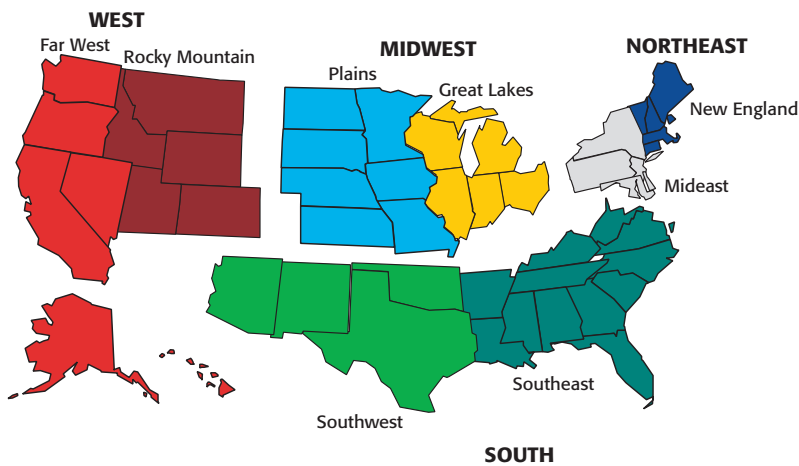 WEST
Far West
Rocky Mountain
MIDWEST
Plains
Great Lakes
NORTHEAST
New England
Mideast
Southeast
Southwest
SOUTH